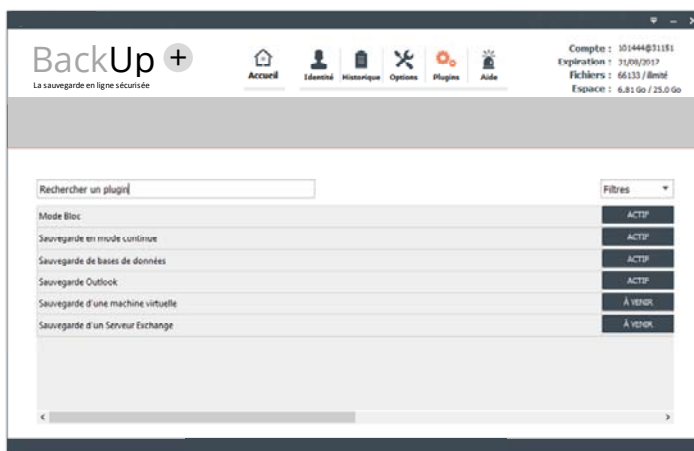 BackUp +
La sauvegarde en ligne sécurisée
Accueil
Identité
Historique
Options
Plugins
Aide
Compte : 101444@31151
Expiration : 31/08/2017
Fichiers : 66133 / illimité
Espace : 6.81 Go / 25.0 Go
Rechercher un plugin
Filtres
Mode Bloc ACTIF
Sauvegarde en mode continue ACTIF
Sauvegarde de bases de données ACTIF
Sauvegarde Outlook ACTIF
Sauvegarde d'une machine virtuelle À VENIR
Sauvegarde d'un Serveur Exchange À VENIR